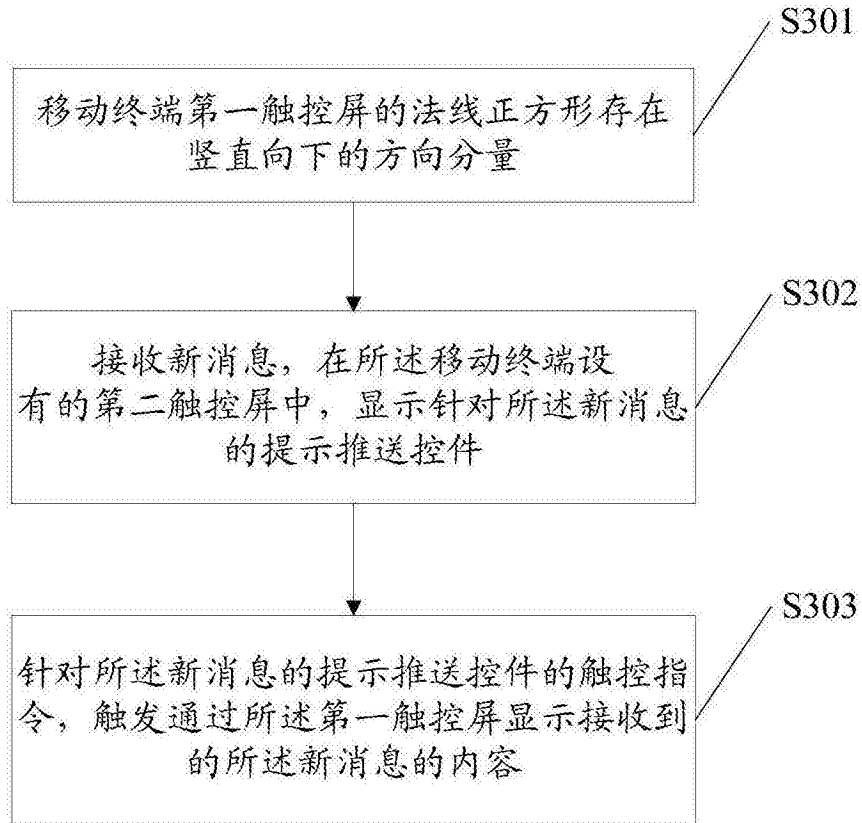 S301
移动终端第一触控屏的法线正方形存在
竖直向下的方向分量
S302
接收新消息，在所述移动终端设
有的第二触控屏中，显示针对所述新消息
的提示推送控件
S303
针对所述新消息的提示推送控件的触控指
令，触发通过所述第一触控屏显示接收到
的所述新消息的内容